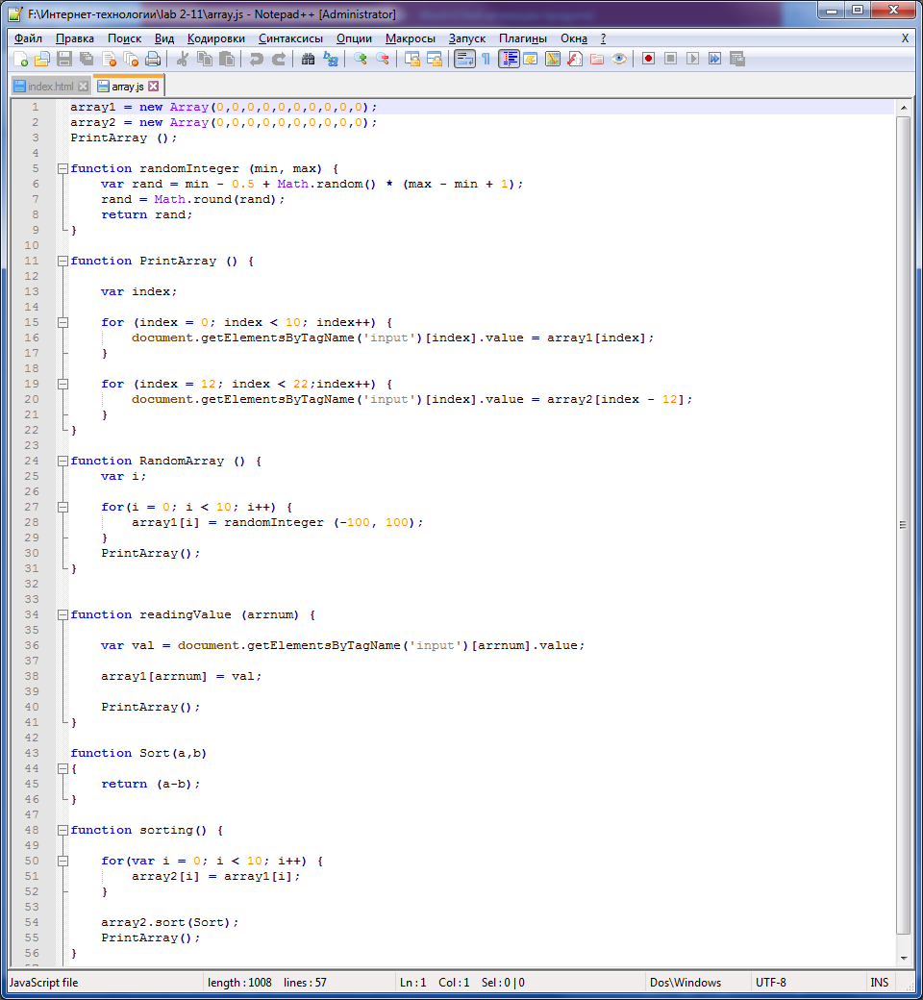 F:\Интернет-технологии\lab 2-11\array.js - Notepad++ [Administrator]
Файл Правка Поиск Вид Кодировки Синтаксисы Опции Макросы Запуск Плагины Окна ? X
index.html array.js
1 array1 = new Array(0,0,0,0,0,0,0,0,0,0);
2 array2 = new Array(0,0,0,0,0,0,0,0,0,0);
3 PrintArray ();
4
5 function randomInteger (min, max) {
6     var rand = min - 0.5 + Math.random() * (max - min + 1);
7     rand = Math.round(rand);
8     return rand;
9 }
10
11 function PrintArray () {
12
13     var index;
14
15     for (index = 0; index < 10; index++) {
16         document.getElementsByTagName('input')[index].value = array1[index];
17     }
18
19     for (index = 12; index < 22;index++) {
20         document.getElementsByTagName('input')[index].value = array2[index - 12];
21     }
22 }
23
24 function RandomArray () {
25     var i;
26
27     for(i = 0; i < 10; i++) {
28         array1[i] = randomInteger (-100, 100);
29     }
30     PrintArray();
31 }
32
33
34 function readingValue (arrnum) {
35
36     var val = document.getElementsByTagName('input')[arrnum].value;
37
38     array1[arrnum] = val;
39
40     PrintArray();
41 }
42
43 function Sort(a,b)
44 {
45     return (a-b);
46 }
47
48 function sorting() {
49
50     for(var i = 0; i < 10; i++) {
51         array2[i] = array1[i];
52     }
53
54     array2.sort(Sort);
55     PrintArray();
56 }
JavaScript file length : 1008 lines : 57 Ln : 1 Col : 1 Sel : 0 | 0 Dos\Windows UTF-8 INS